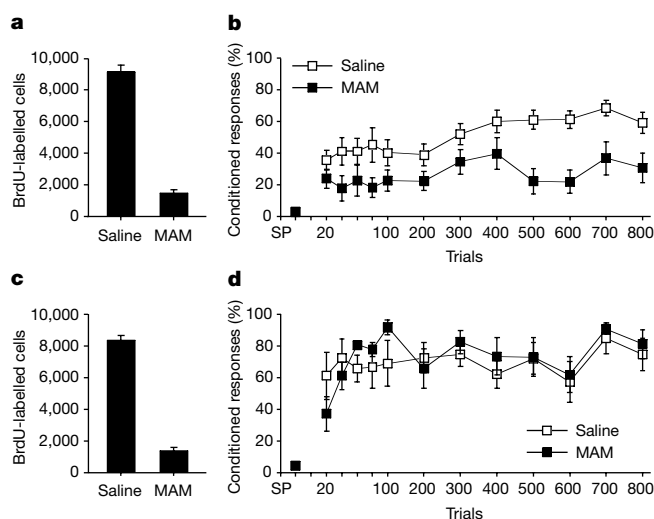 a
BrdU-labelled cells
10,000
8,000
6,000
4,000
2,000
0
Saline MAM
b
Conditioned responses (%)
100
80
60
40
20
0
Saline
MAM
SP 20 100 200 300 400 500 600 700 800
Trials
c
BrdU-labelled cells
10,000
8,000
6,000
4,000
2,000
0
Saline MAM
d
Conditioned responses (%)
100
80
60
40
20
0
Saline
MAM
SP 20 100 200 300 400 500 600 700 800
Trials